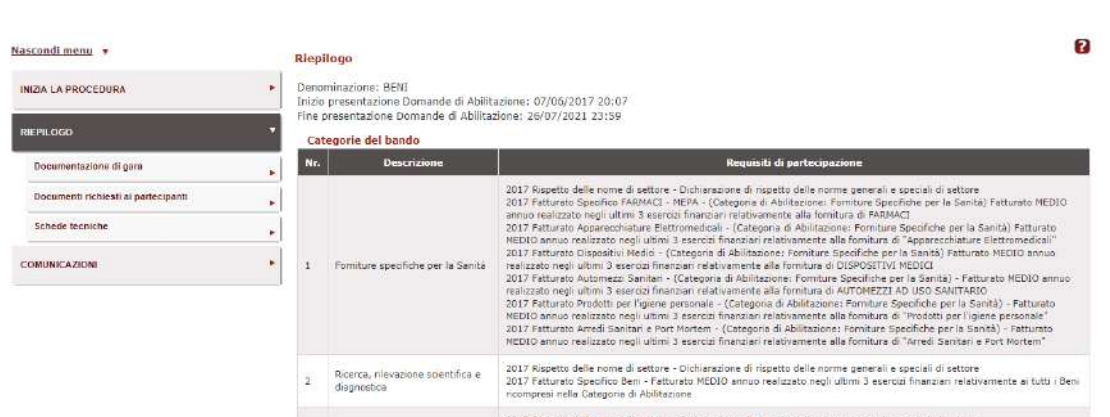 Nascondi menu
INIZIA LA PROCEDURA
RIEPILOGO
Documentazione di gara
Documenti richiesti ai partecipanti
Schede tecniche
COMUNICAZIONI
?
Riepilogo
Denominazione: BENI
Inizio presentazione Domande di Abilitazione: 07/06/2017 20:07
Fine presentazione Domande di Abilitazione: 26/07/2021 23:59
Categorie del bando
Nr. Descrizione Requisiti di partecipazione
1 Forniture specifiche per la Sanità
2017 Rispetto delle nome di settore - Dichiarazione di rispetto delle norme generali e speciali di settore
2017 Fatturato Specifico FARMACI - MEPA - (Categoria di Abilitazione: Forniture Specifiche per la Sanità) Fatturato MEDIO
annuo realizzato negli ultimi 3 esercizi finanziari relativamente alla fornitura di FARMACI
2017 Fatturato Apparecchiature Elettromedicali - (Categoria di Abilitazione: Forniture Specifiche per la Sanità) Fatturato
MEDIO annuo realizzato negli ultimi 3 esercizi finanziari relativamente alla fornitura di "Apparecchiature Elettromedicali"
2017 Fatturato Dispositivi Medici - (Categoria di Abilitazione: Forniture Specifiche per la Sanità) Fatturato MEDIO annuo
realizzato negli ultimi 3 esercizi finanziari relativamente alla fornitura di DISPOSITIVI MEDICI
2017 Fatturato Automezzi Sanitari - (Categoria di Abilitazione: Forniture Specifiche per la Sanità) - Fatturato MEDIO annuo
realizzato negli ultimi 3 esercizi finanziari relativamente alla fornitura di AUTOMEZZI AD USO SANITARIO
2017 Fatturato Prodotti per l'igiene personale - (Categoria di Abilitazione: Forniture Specifiche per la Sanità) - Fatturato
MEDIO annuo realizzato negli ultimi 3 esercizi finanziari relativamente alla fornitura di "Prodotti per l'igiene personale"
2017 Fatturato Arredi Sanitari e Port Mortem - (Categoria di Abilitazione: Forniture Specifiche per la Sanità) - Fatturato
MEDIO annuo realizzato negli ultimi 3 esercizi finanziari relativamente alla fornitura di "Arredi Sanitari e Port Mortem"
2 Ricerca, rilevazione scientifica e
diagnostica
2017 Rispetto delle nome di settore - Dichiarazione di rispetto delle norme generali e speciali di settore
2017 Fatturato Specifico Beni - Fatturato MEDIO annuo realizzato negli ultimi 3 esercizi finanziari relativamente ai tutti i Beni
ricompresi nella Categoria di Abilitazione